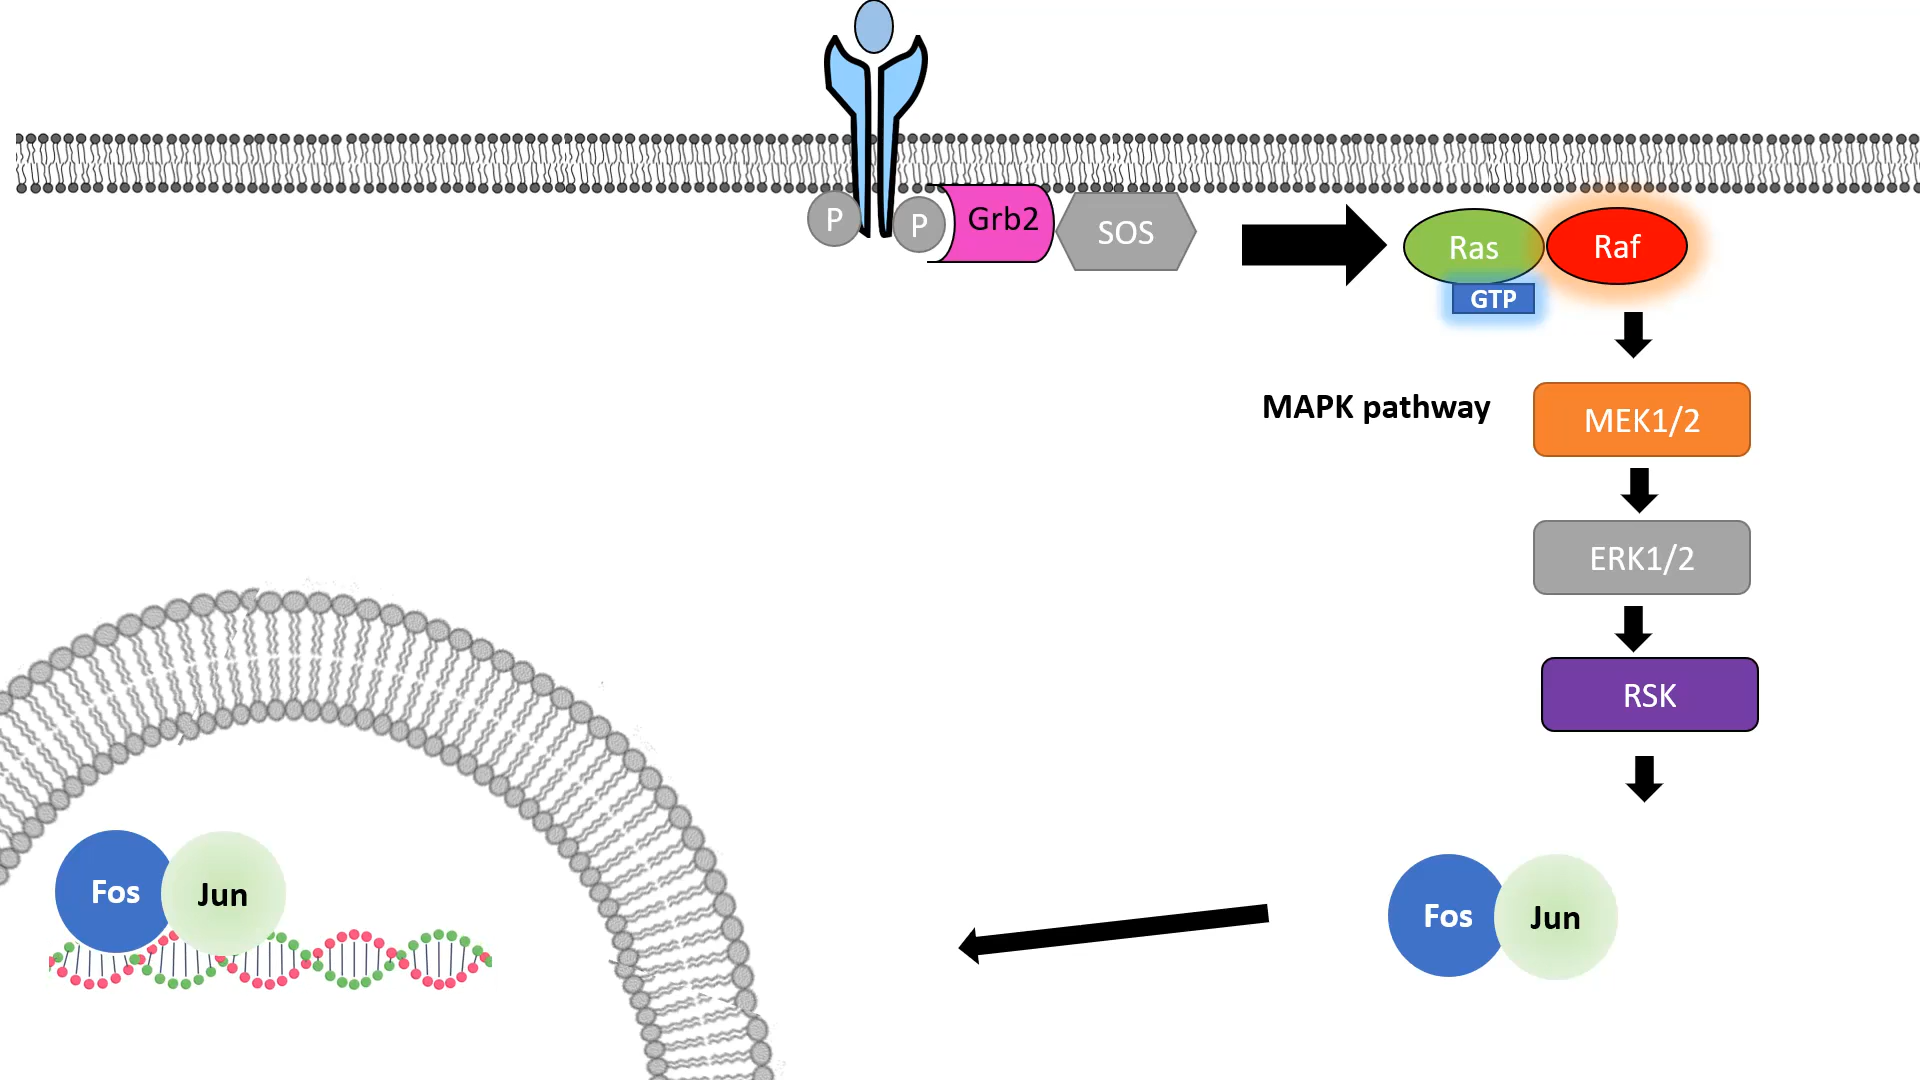 P
P
Grb2
SOS
Ras
Raf
GTP
MAPK pathway
MEK1/2
ERK1/2
RSK
Fos
Jun
Fos
Jun